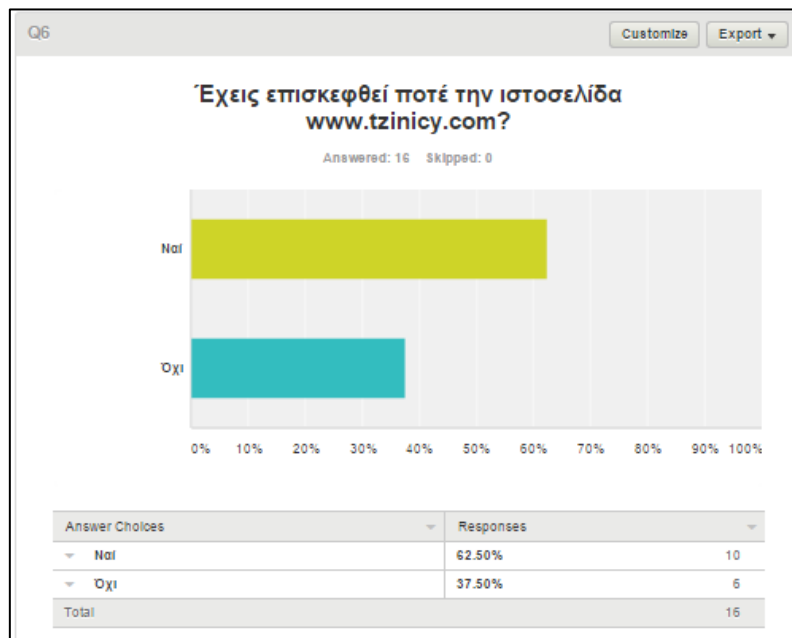 Q6 Customize Export
Έχεις επισκεφθεί ποτέ την ιστοσελίδα
www.tzinicy.com?
Answered: 16 Skipped: 0
Ναί
Όχι
0% 10% 20% 30% 40% 50% 60% 70% 80% 90% 100%
Answer Choices Responses
Ναί 62.50% 10
Όχι 37.50% 6
Total 16